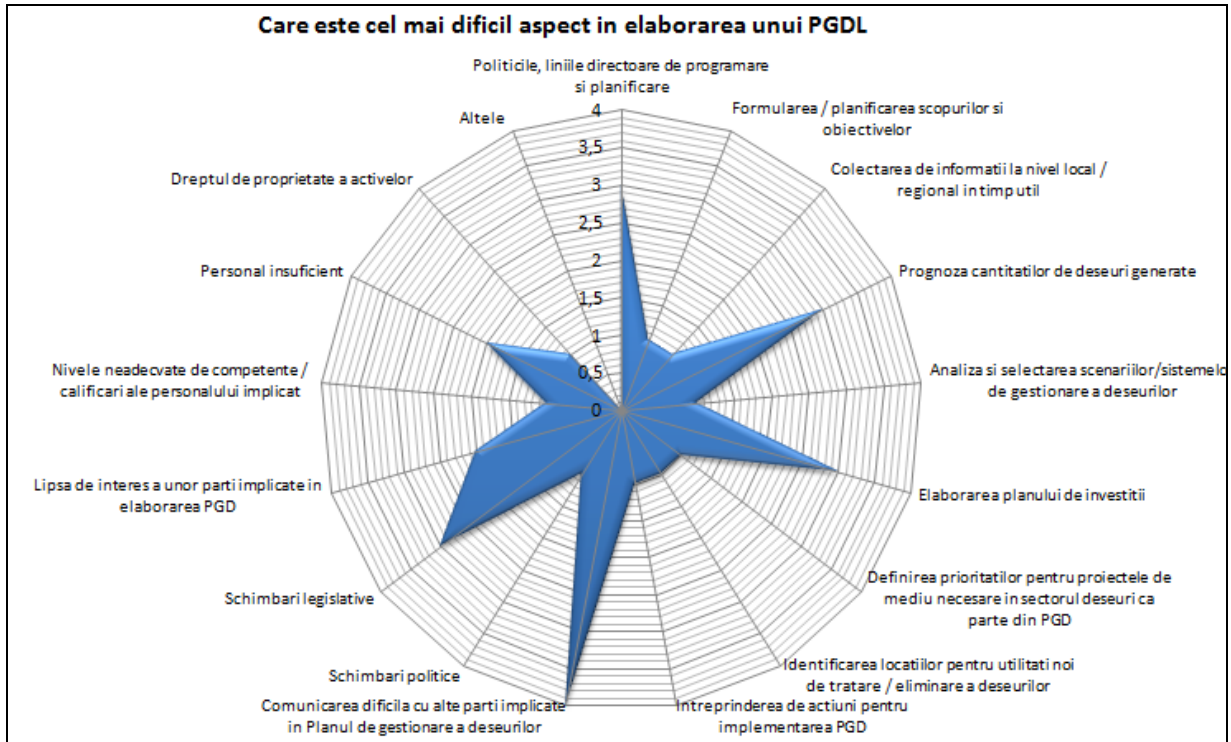 Care este cel mai dificil aspect in elaborarea unui PGDL
Politicile, liniile directoare de programare
si planificare
Formularea / planificarea scopurilor si
obiectivelor
Colectarea de informatii la nivel local /
regional in timp util
Prognoza cantitatilor de deseuri generate
Analiza si selectarea scenariilor/sistemelo
de gestionare a deseurilor
Elaborarea planului de investitii
Definirea prioritatilor pentru proiectele de
mediu necesare in sectorul deseuri ca
parte din PGD
Identificarea locatiilor pentru utilitati noi
de tratare / eliminare a deseurilor
Intreprinderea de actiuni pentru
implementarea PGD
Comunicarea dificila cu alte parti implicate
in Planul de gestionare a deseurilor
Schimbari politice
Schimbari legislative
Lipsa de interes a unor parti implicate in
elaborarea PGD
Nivele neadecvate de competente /
calificari ale personalului implicat
Personal insuficient
Dreptul de proprietate a activelor
Altele
4
3,5
3
2,5
2
1,5
1
0,5
0